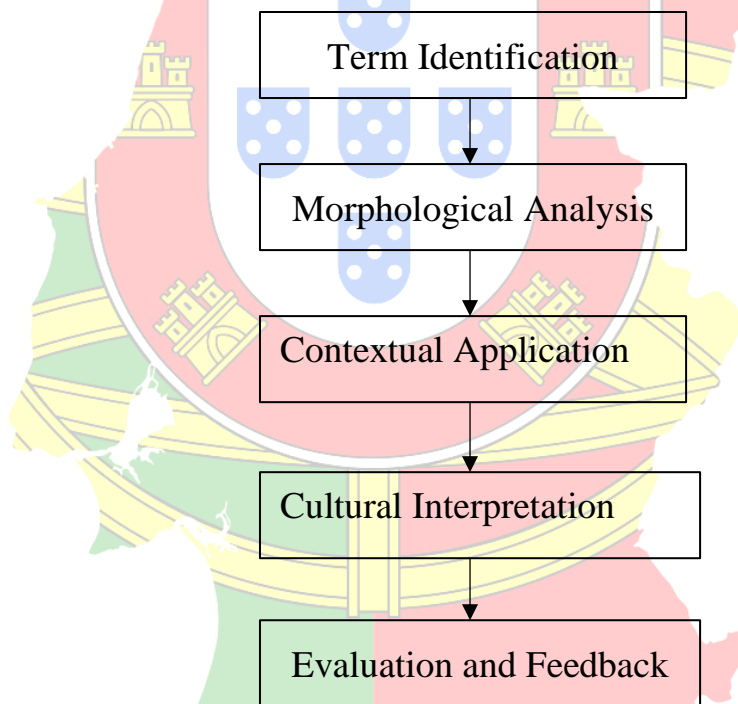 Term Identification
Morphological Analysis
Contextual Application
Cultural Interpretation
Evaluation and Feedback